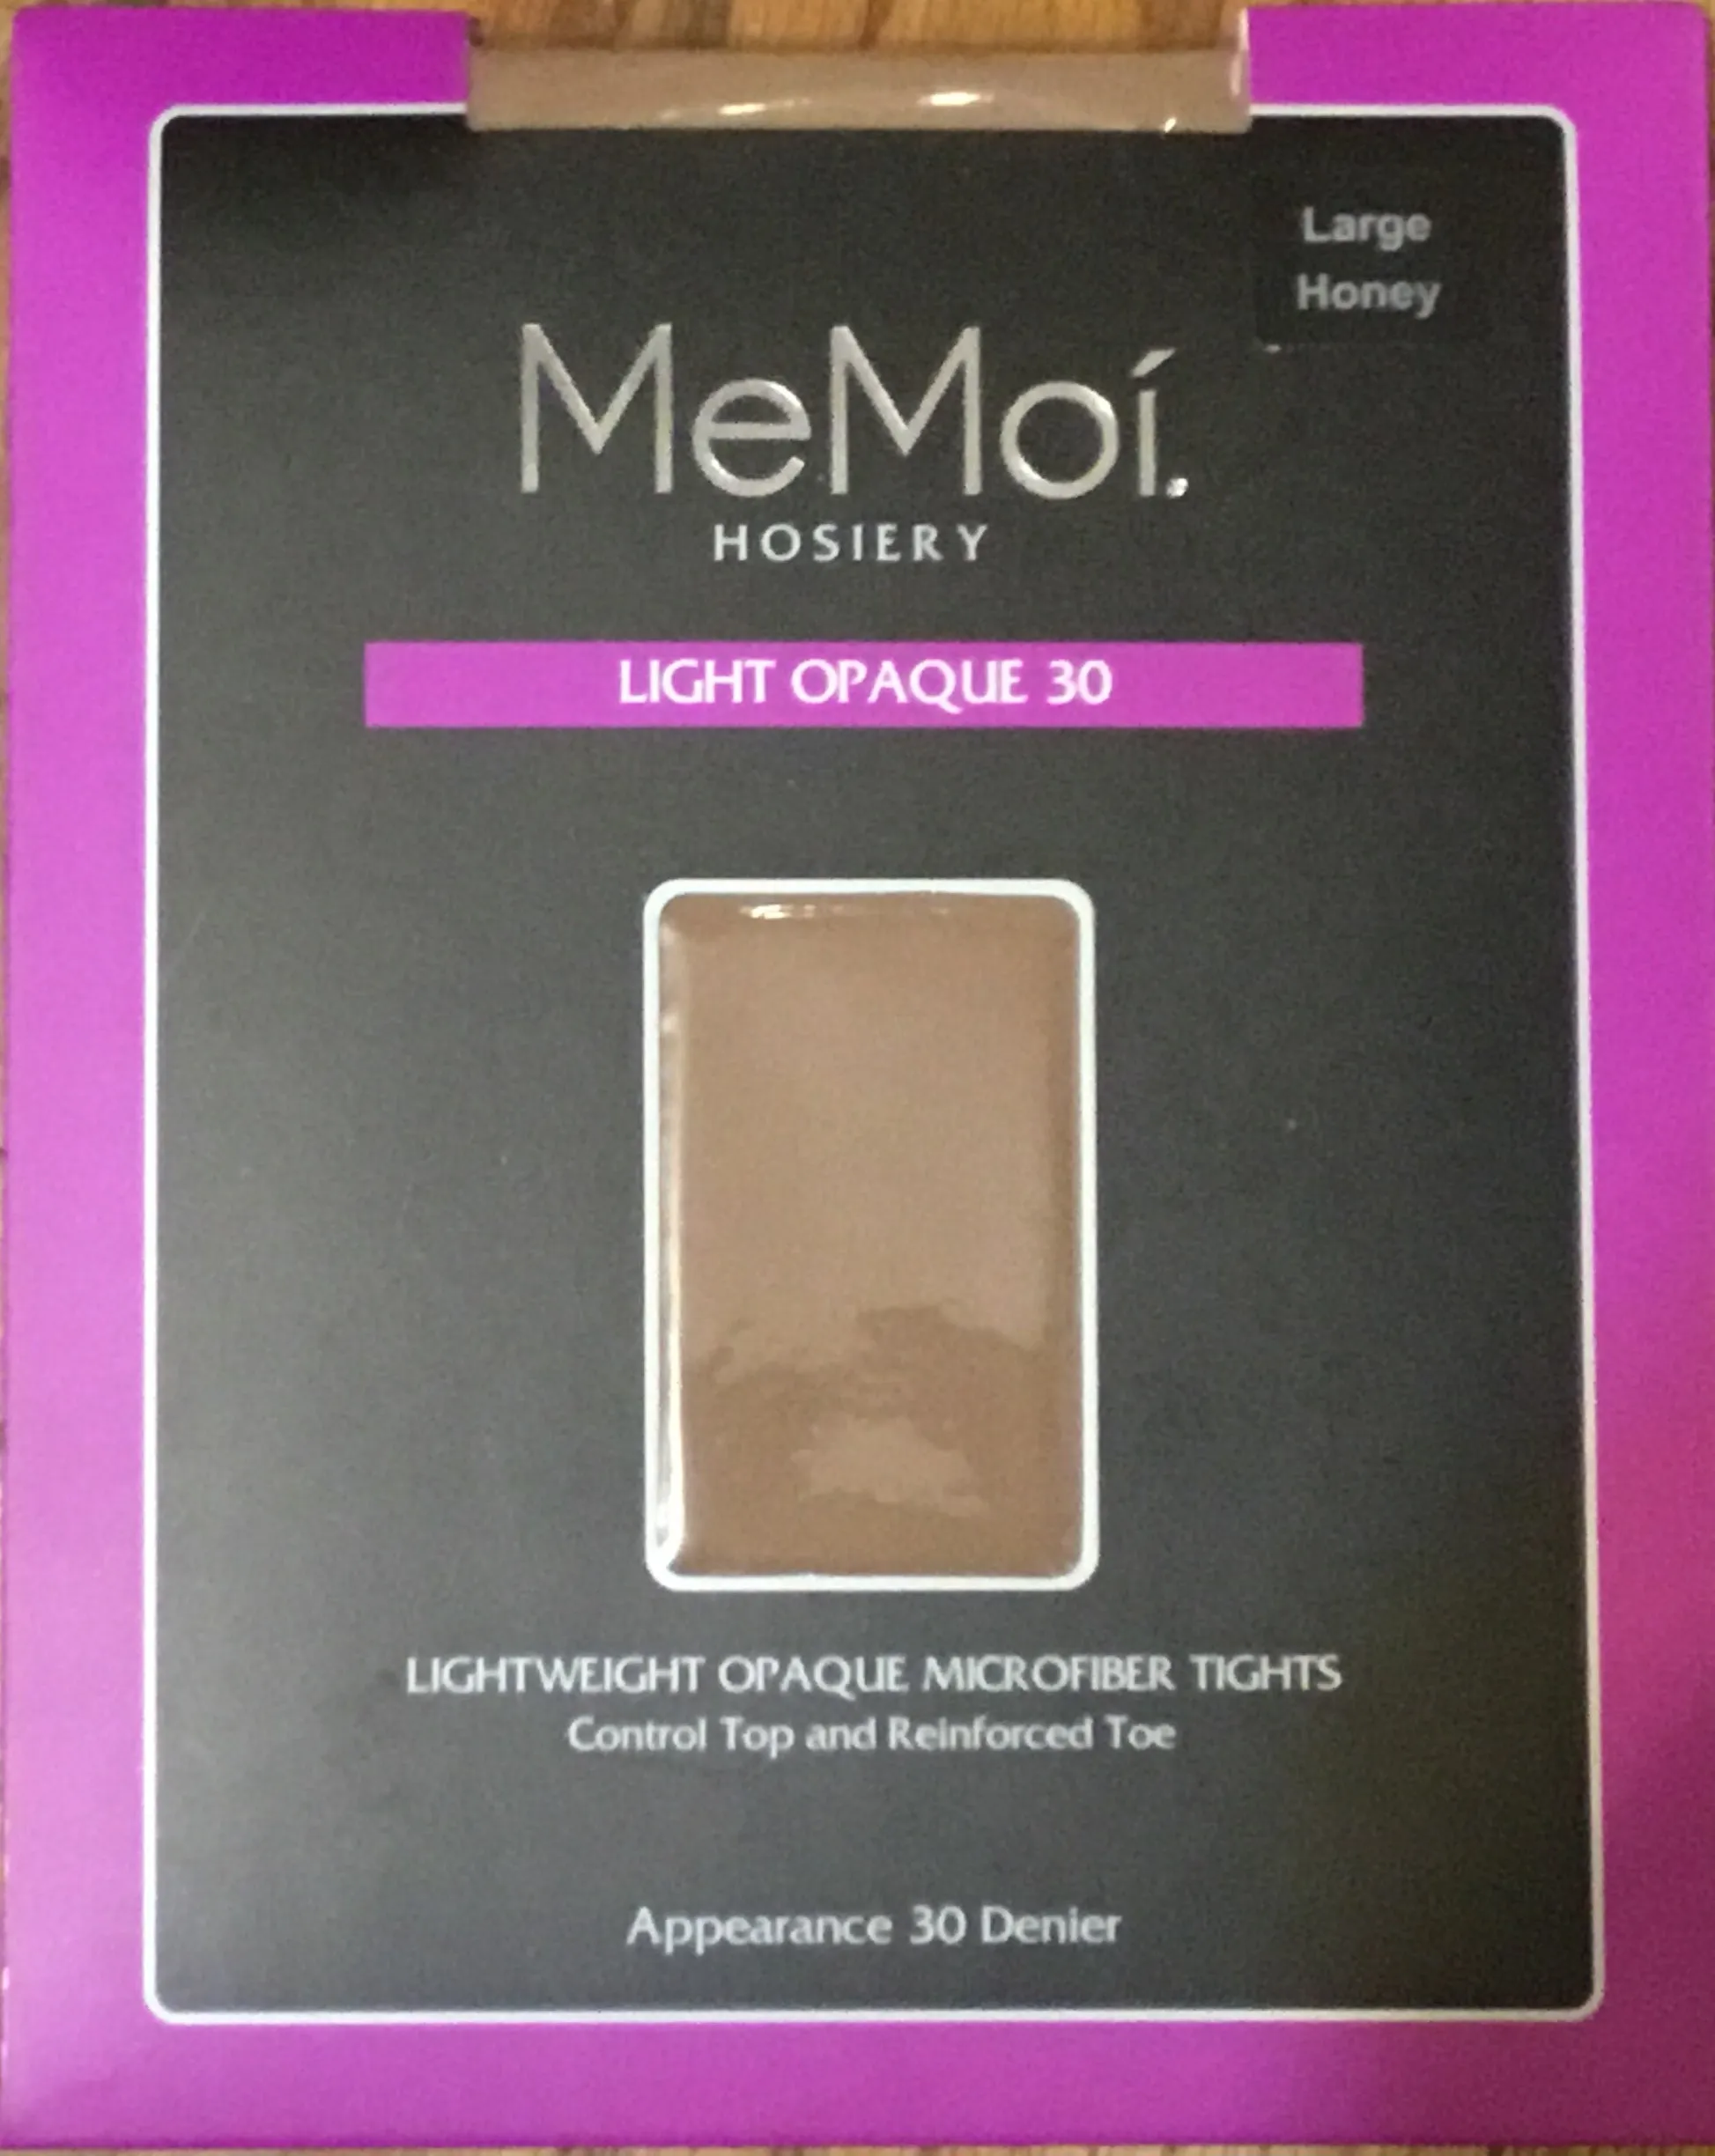 Large
Honey
MeMoí.
HOSIERY
LIGHT OPAQUE 30
LIGHTWEIGHT OPAQUE MICROFIBER TIGHTS
Control Top and Reinforced Toe
Appearance 30 Denier